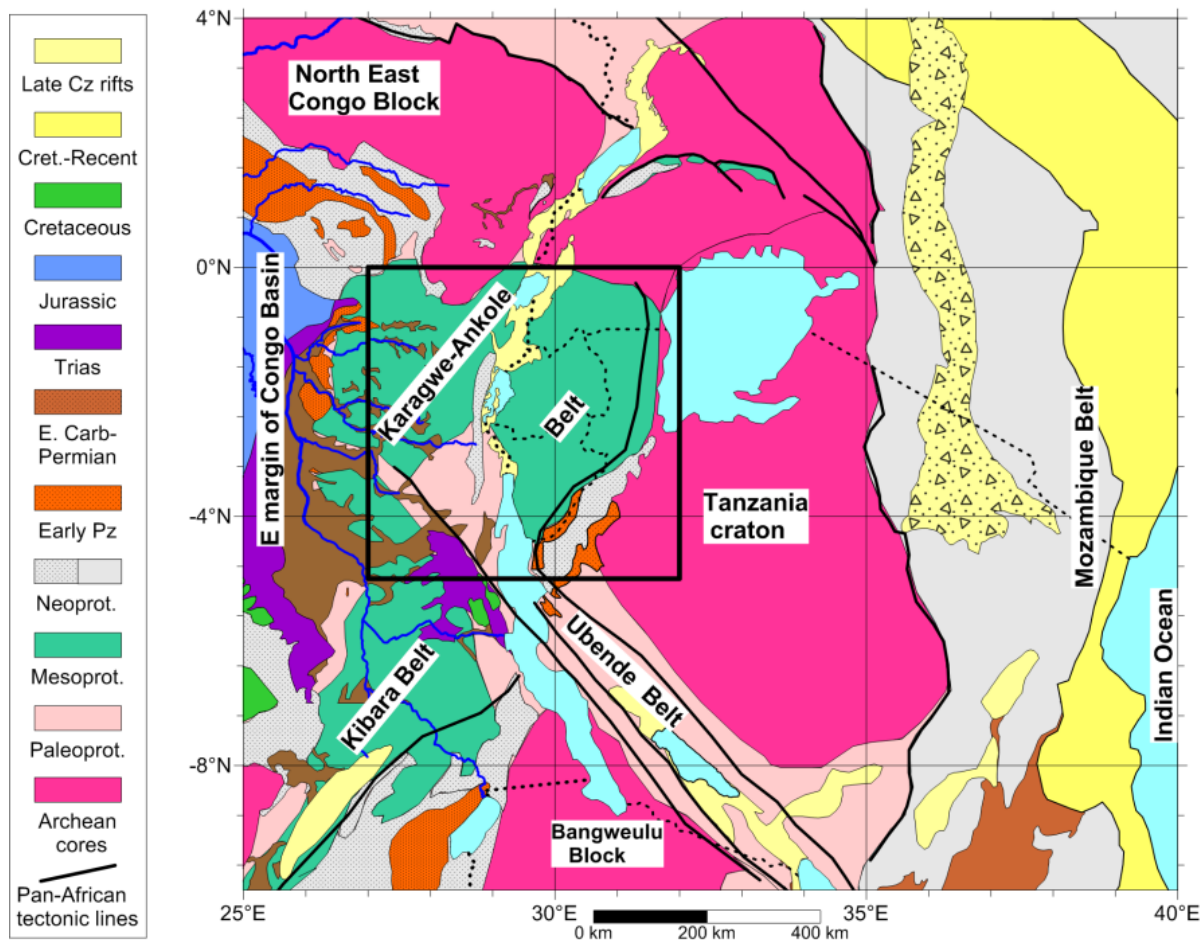 Late Cz rifts
Cret.-Recent
Cretaceous
Jurassic
Trias
E. Carb-
Permian
Early Pz
Neoprot.
Mesoprot.
Paleoprot.
Archean
cores
Pan-African
tectonic lines
4°N
0°N
-4°N
-8°N
25°E
30°E
35°E
40°E
0 km
200 km
400 km
North East
Congo Block
E margin of Congo Basin
Karagwe-Ankole
Belt
Tanzania
craton
Mozambique Belt
Indian Ocean
Ubende Belt
Kibara Belt
Bangweulu
Block